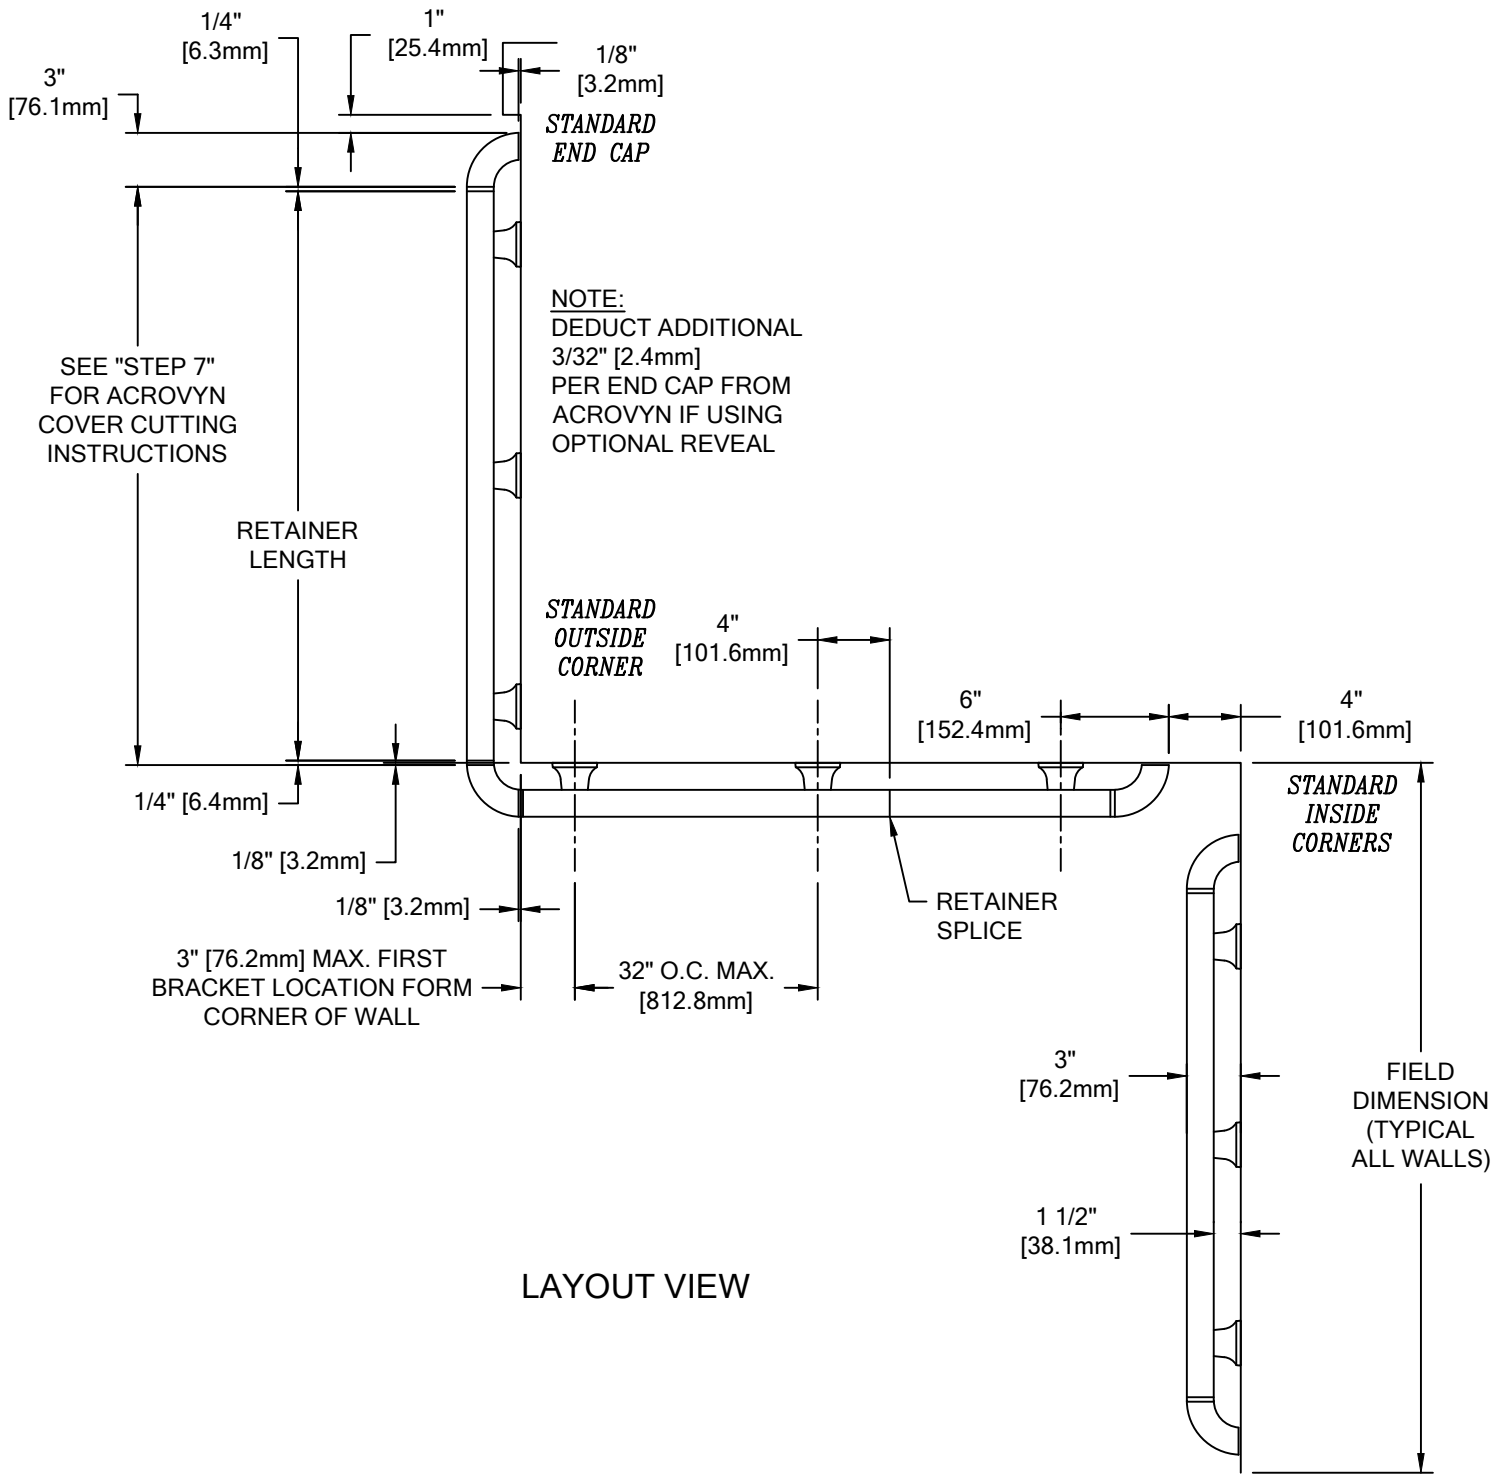 1/4"
[6.3mm]
1"
[25.4mm]
1/8"
[3.2mm]
3"
[76.1mm]
STANDARD
END CAP
NOTE:
DEDUCT ADDITIONAL
3/32" [2.4mm]
PER END CAP FROM
ACROVYN IF USING
OPTIONAL REVEAL
SEE "STEP 7"
FOR ACROVYN
COVER CUTTING
INSTRUCTIONS
RETAINER
LENGTH
STANDARD
OUTSIDE
CORNER
4"
[101.6mm]
6"
[152.4mm]
4"
[101.6mm]
STANDARD
INSIDE
CORNERS
1/4" [6.4mm]
1/8" [3.2mm]
1/8" [3.2mm]
RETAINER
SPLICE
3" [76.2mm] MAX. FIRST
BRACKET LOCATION FORM
CORNER OF WALL
32" O.C. MAX.
[812.8mm]
3"
[76.2mm]
FIELD
DIMENSION
(TYPICAL
ALL WALLS)
1 1/2"
[38.1mm]
LAYOUT VIEW